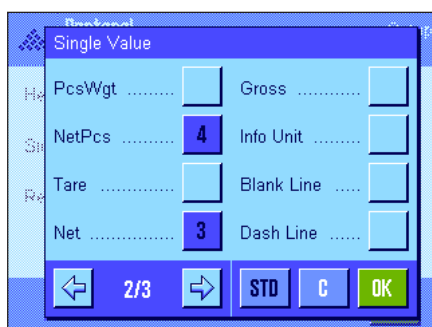 Single Value
PcsWgt ......... Gross ............
NetPcs ......... 4 Info Unit .........
Tare ............. Blank Line .....
Net ............... 3 Dash Line ......
2/3 STD C OK